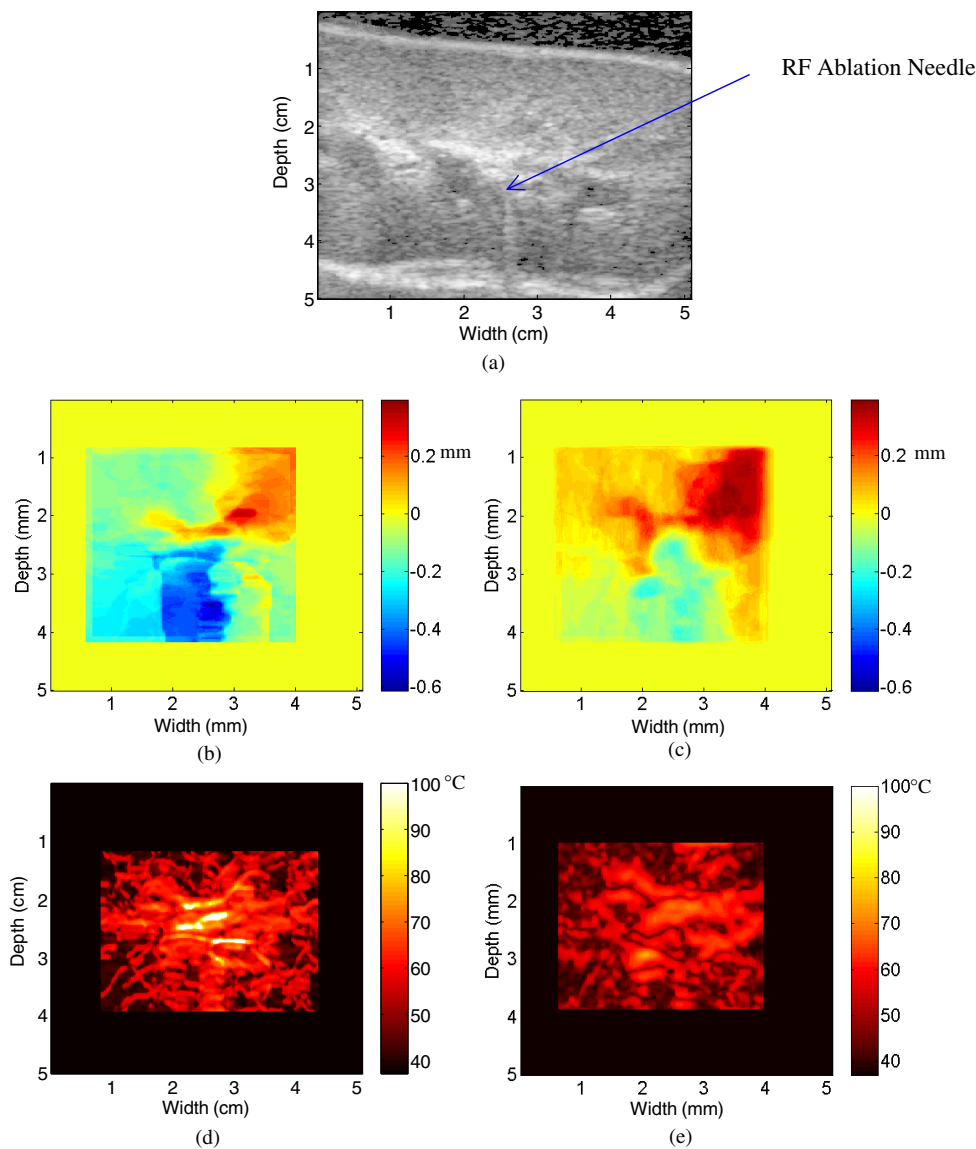 RF Ablation Needle
Depth (cm)
1
2
3
4
5
1 2 3 4 5
Width (cm)
(a)
Depth (mm)
1
2
3
4
5
1 2 3 4 5
Width (mm)
0.2 mm
0
-0.2
-0.4
-0.6
(b)
Depth (mm)
1
2
3
4
5
1 2 3 4 5
Width (mm)
0.2 mm
0
-0.2
-0.4
-0.6
(c)
Depth (cm)
1
2
3
4
5
1 2 3 4 5
Width (cm)
100 °C
90
80
70
60
50
40
(d)
Depth (mm)
1
2
3
4
5
1 2 3 4 5
Width (mm)
100°C
90
80
70
60
50
40
(e)